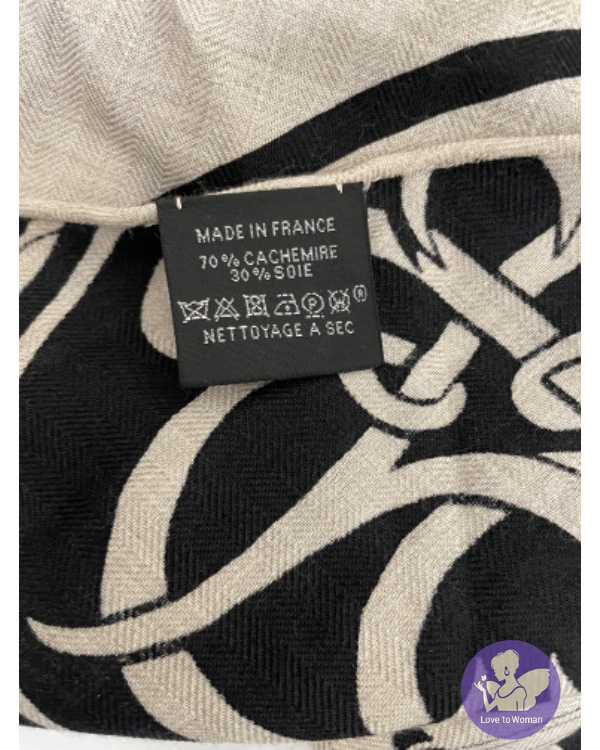 MADE IN FRANCE
70% CACHEMIRE
30% SOIE
P
®
NETTOYAGE A SEC
Love to Woman